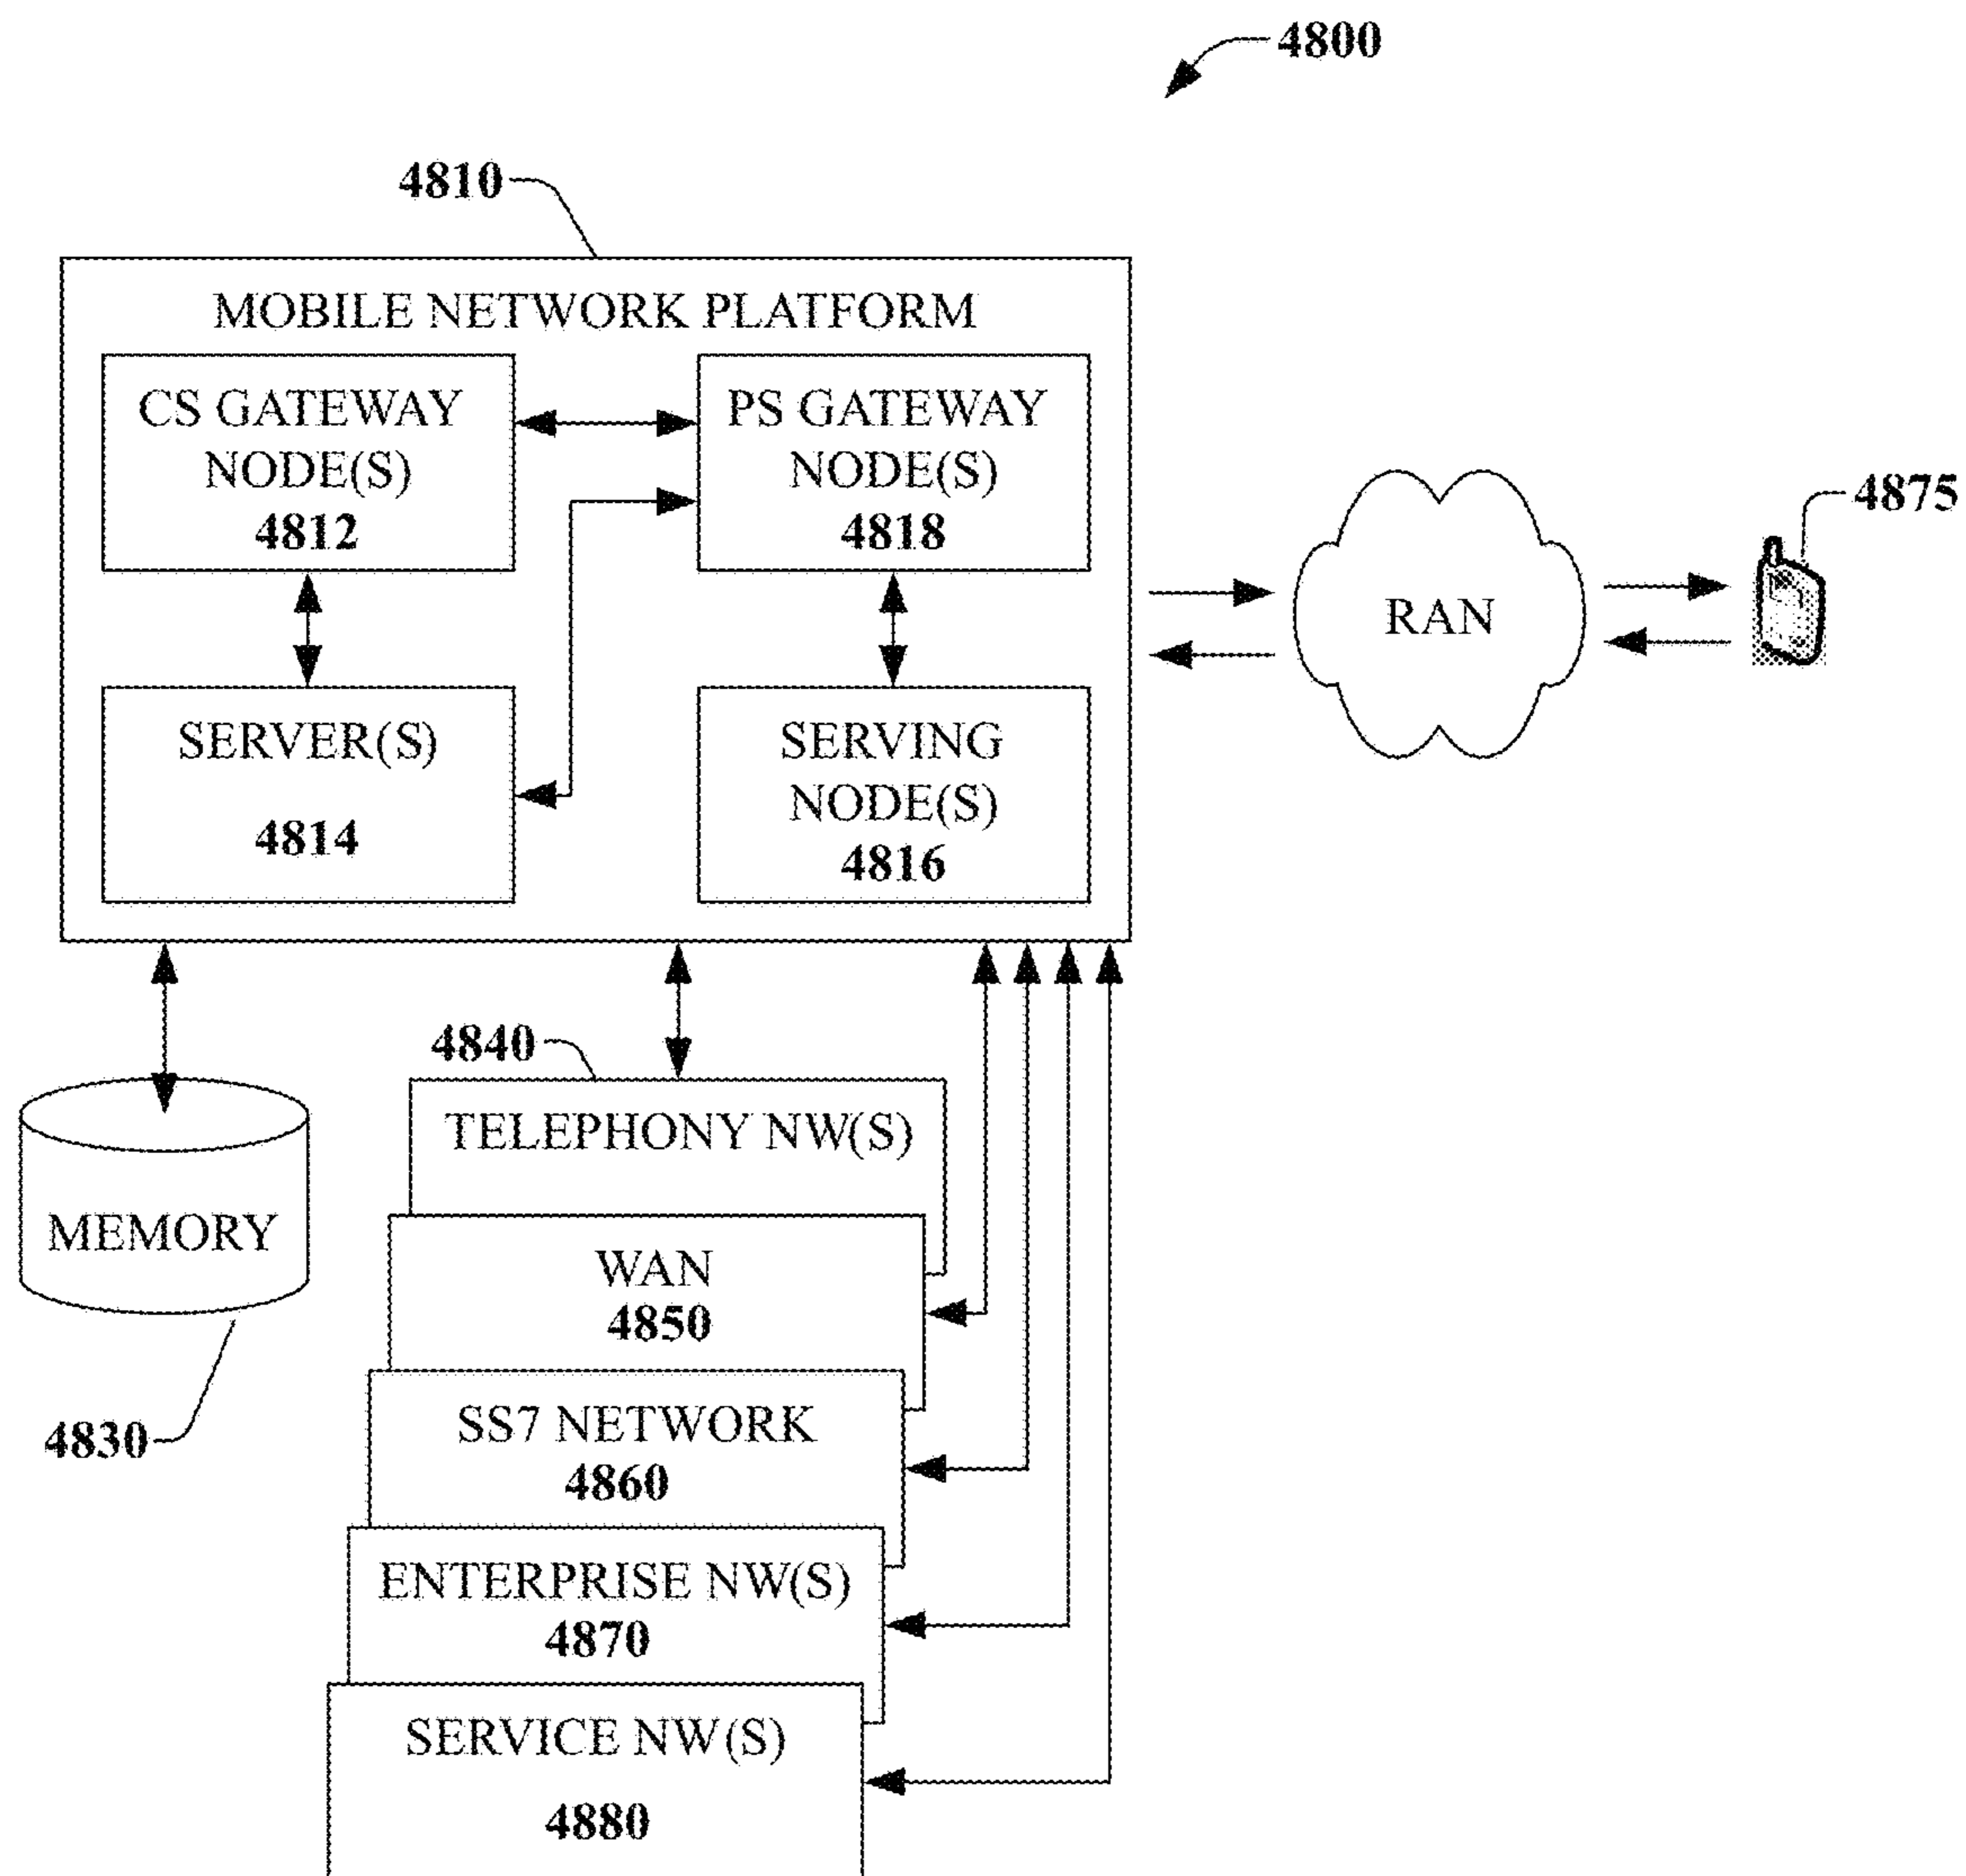 4800
4810
MOBILE NETWORK PLATFORM
CS GATEWAY
NODE(S)
4812
PS GATEWAY
NODE(S)
4818
SERVER(S)
4814
SERVING
NODE(S)
4816
RAN
4875
4840
TELEPHONY NW(S)
MEMORY
4830
WAN
4850
SS7 NETWORK
4860
ENTERPRISE NW(S)
4870
SERVICE NW(S)
4880